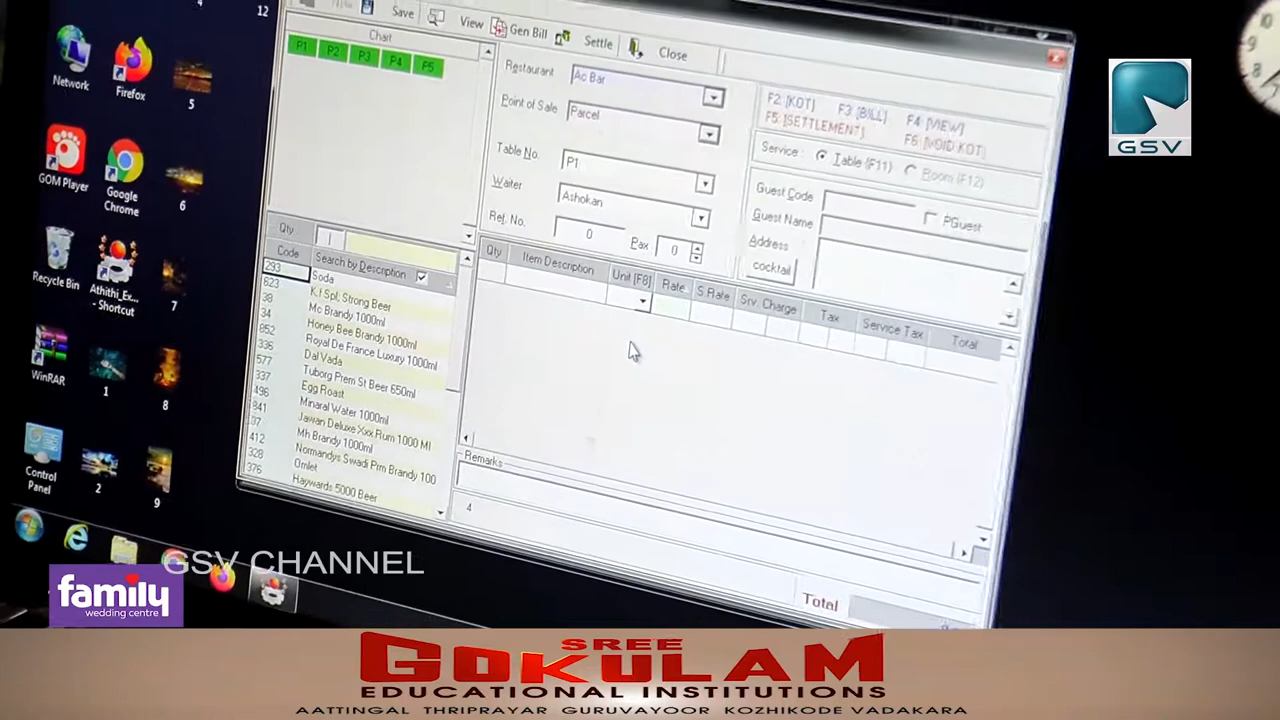 4
12
Save
View
Gen Bill
Settle
Close
Chart
P1 P2 P3 P4 P5
Restaurant
Ac Bar
Point of Sale
Parcel
Table No.
P1
Waiter
Ashokan
Ref. No.
0
Pax
0
F2:[KOT] F3:[BILL] F4:[VIEW]
F5:[SETTLEMENT] F6:[VOID KOT]
Service: Table (F11) Room (F12)
Guest Code
PGuest
Guest Name
Address
cocktail
Qty
Code Search by Description
293 Soda
623 K.f Spl. Strong Beer
38 Mc Brandy 1000ml
34 Honey Bee Brandy 1000ml
852 Royal De France Luxury 1000ml
336 Dal Vada
577 Tuborg Prem St Beer 650ml
337 Egg Roast
496 Minaral Water 1000ml
841 Jawan Deluxe Xxx Rum 1000 Ml
37 Mh Brandy 1000ml
412 Normandys Swadi Prm Brandy 100
328 Omlet
376 Haywards 5000 Beer
Qty Item Description Unit [F8] Rate S.Rate Srv. Charge Tax Service Tax Total
Remarks
4
Total
Network
Firefox
5
GOM Player
Google
Chrome
6
Recycle Bin
Athithi_Ex...
- Shortcut
7
WinRAR
1
8
Control
Panel
2
9
10
9
8
GSV
GSV CHANNEL
family
wedding centre
SREE
GOKULAM
EDUCATIONAL INSTITUTIONS
AATTINGAL THRIPRAYAR GURUVAYOOR KOZHIKODE VADAKARA